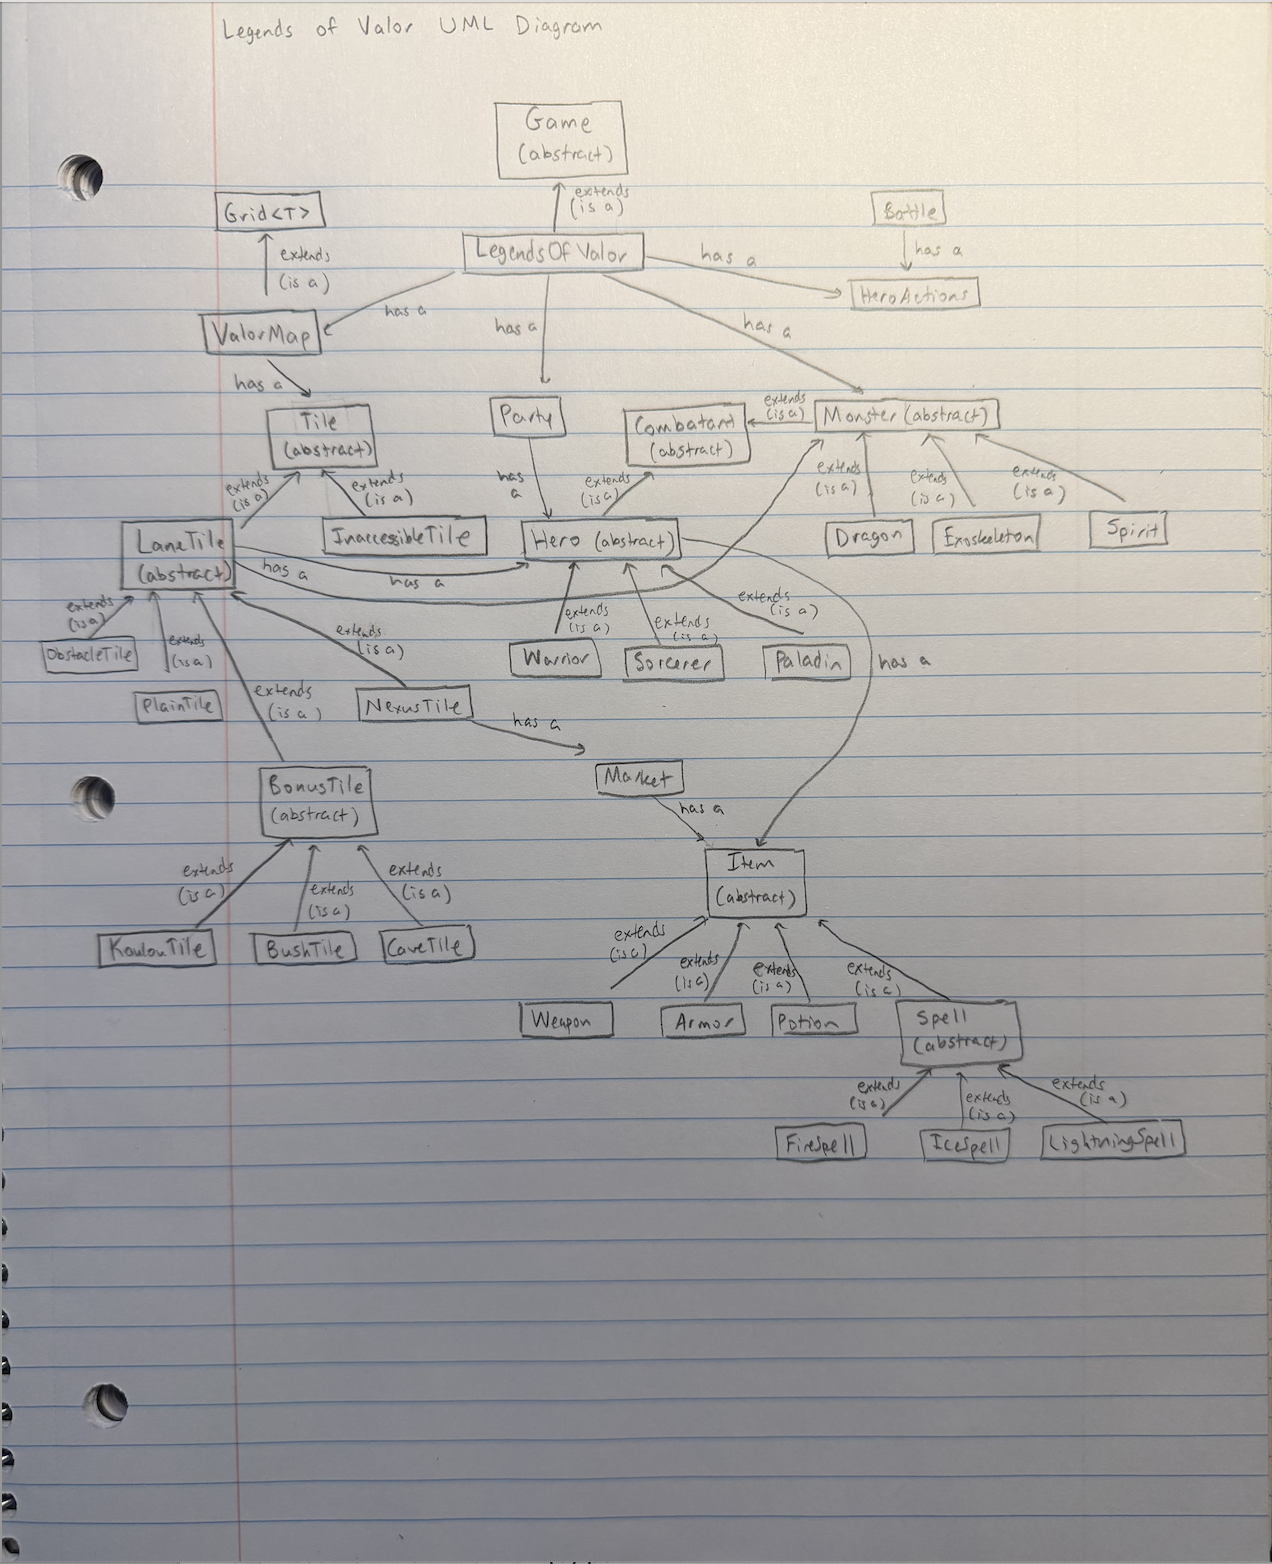 Legends of Valor UML Diagram
Game
(abstract)
extends
(is a)
Grid<T>
Battle
LegendsOfValor
has a
has a
extends
(is a)
HeroActions
has a
has a
has a
ValorMap
has a
Tile
(abstract)
Party
Combatant
(abstract)
extends
(is a)
Monster (abstract)
extends
(is a)
extends
(is a)
has
a
extends
(is a)
extends
(is a)
extends
(is a)
extends
(is a)
LaneTile
(abstract)
InaccessibleTile
Hero (abstract)
Dragon
Exoskeleton
Spirit
has a
has a
extends
(is a)
extends
(is a)
extends
(is a)
extends
(is a)
extends
(is a)
extends
(is a)
ObstacleTile
Warrior
Sorcerer
Paladin
has a
PlainTile
extends
(is a)
NexusTile
has a
BonusTile
(abstract)
Market
has a
extends
(is a)
extends
(is a)
extends
(is a)
Item
(abstract)
KoulouTile
BushTile
CaveTile
extends
(is a)
extends
(is a)
extends
(is a)
extends
(is a)
Weapon
Armor
Potion
Spell
(abstract)
extends
(is a)
extends
(is a)
extends
(is a)
FireSpell
IceSpell
LightningSpell